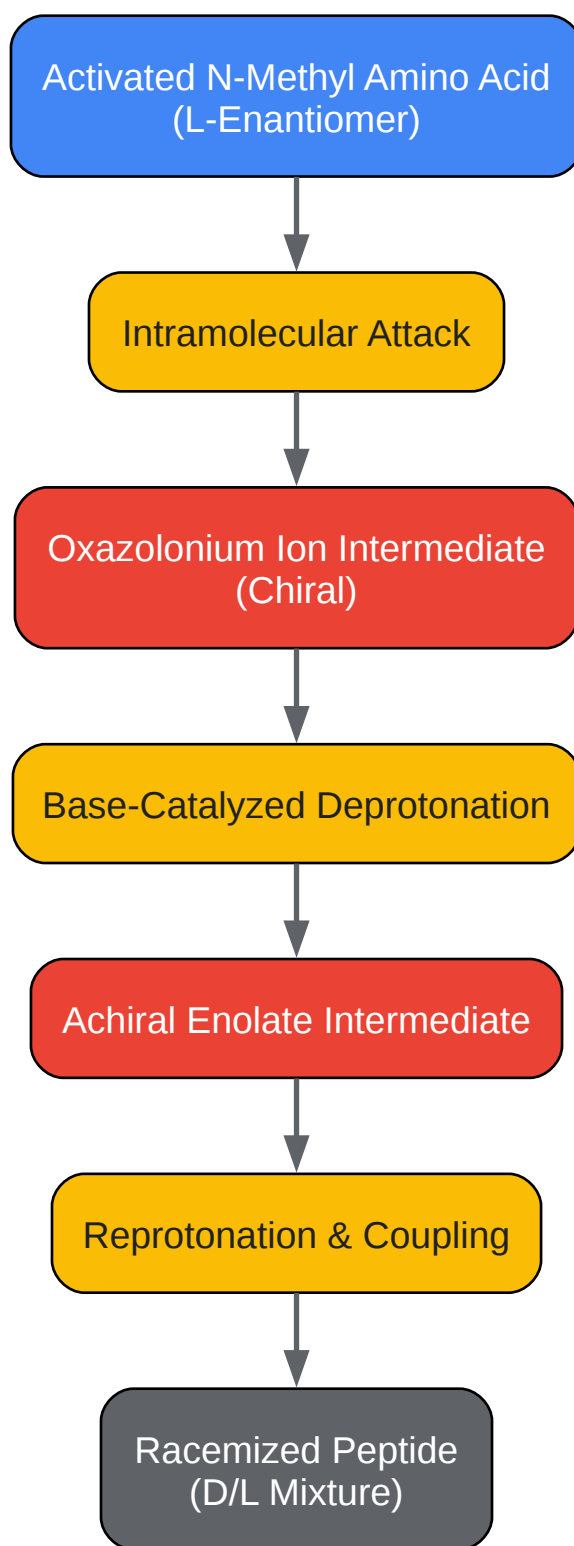 Activated N-Methyl Amino Acid
(L-Enantiomer)
Intramolecular Attack
Oxazolonium Ion Intermediate
(Chiral)
Base-Catalyzed Deprotonation
Achiral Enolate Intermediate
Reprotonation & Coupling
Racemized Peptide
(D/L Mixture)